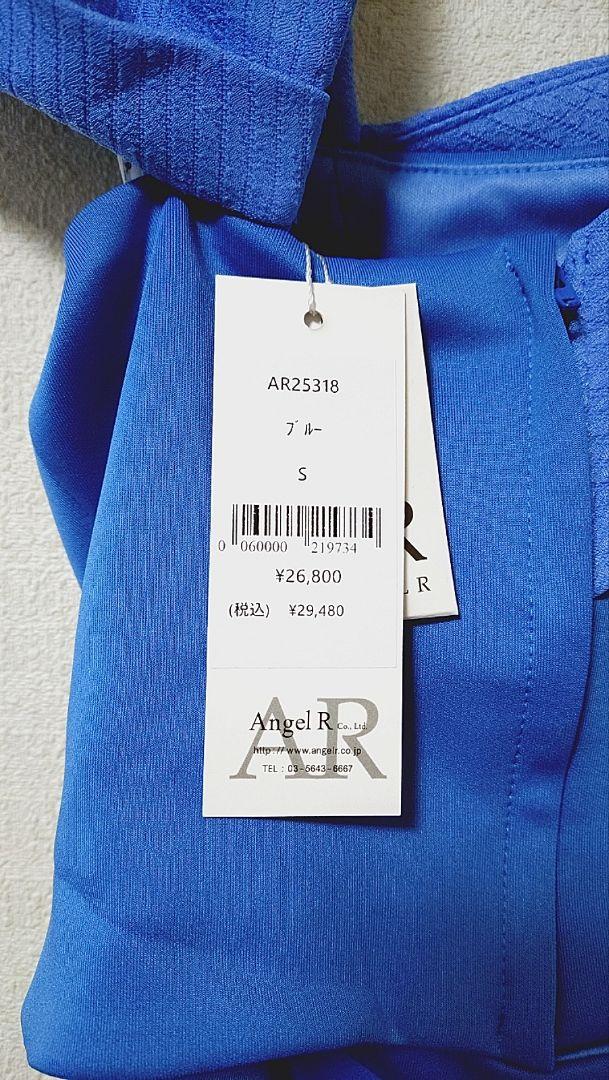 AR25318
ﾌﾞﾙｰ
S
0 060000 219734
¥26,800
(税込) ¥29,480
AR
Angel R Co., Ltd.
http://www.angelr.co.jp
TEL : 03-5643-6667
R
L R